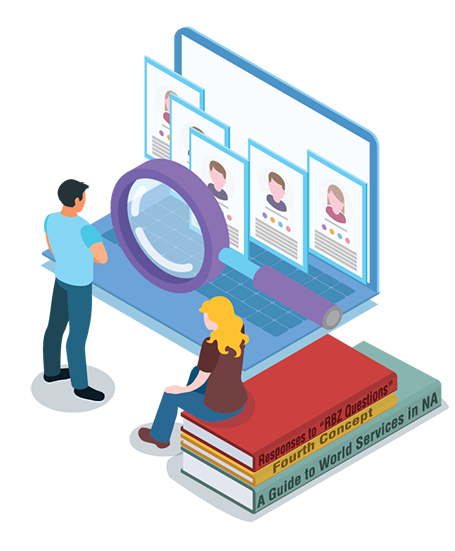 Responses to "RBZ Questions"
Fourth Concept
A Guide to World Services in NA